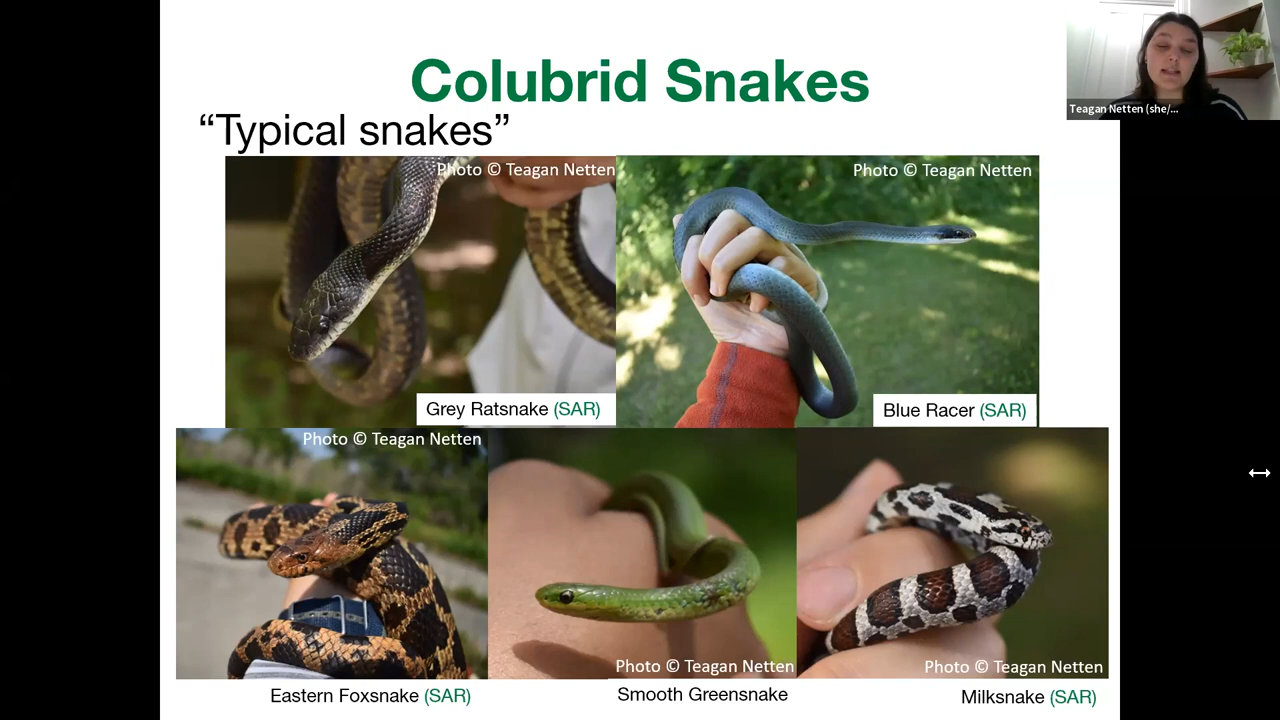 Colubrid Snakes
“Typical snakes”
Teagan Netten (she/...
Photo © Teagan Netten
Photo © Teagan Netten
Grey Ratsnake (SAR)
Blue Racer (SAR)
Photo © Teagan Netten
Photo © Teagan Netten
Photo © Teagan Netten
Eastern Foxsnake (SAR)
Smooth Greensnake
Milksnake (SAR)